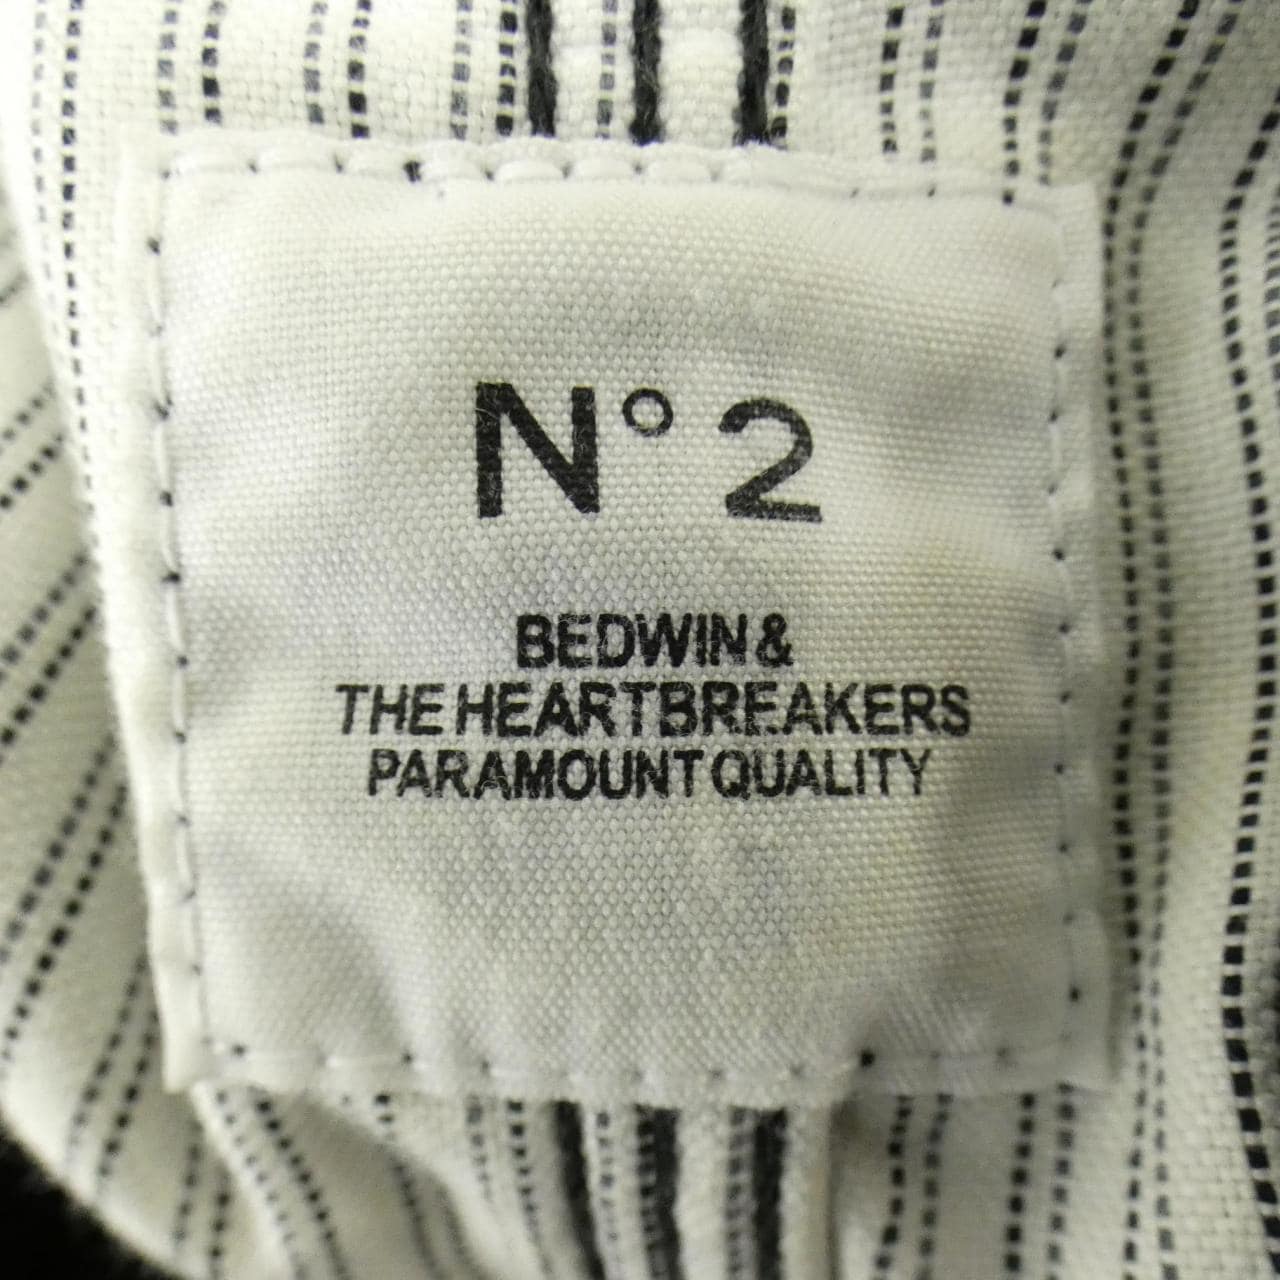 N° 2
BEDWIN &
THE HEARTBREAKERS
PARAMOUNT QUALITY